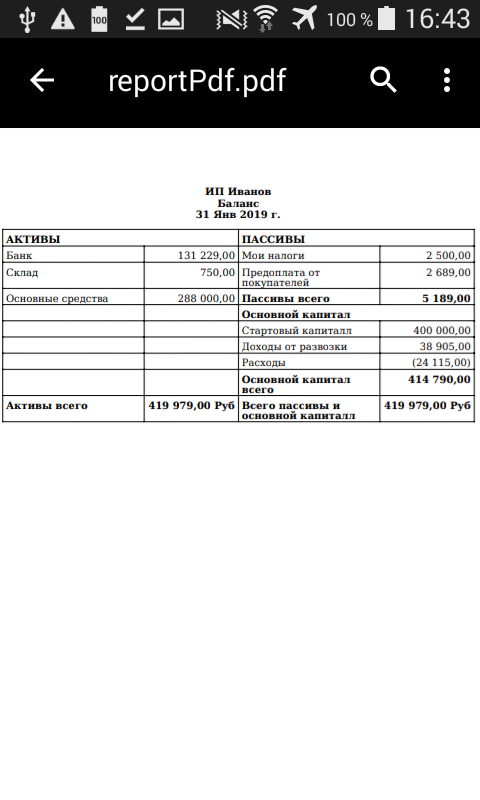 100 100 % 16:43
reportPdf.pdf
ИП Иванов
Баланс
31 Янв 2019 г.
АКТИВЫ ПАССИВЫ
Банк 131 229,00 Мои налоги 2 500,00
Склад 750,00 Предоплата от 2 689,00
покупателей
Основные средства 288 000,00 Пассивы всего 5 189,00
Основной капитал
Стартовый капиталл 400 000,00
Доходы от развозки 38 905,00
Расходы (24 115,00)
Основной капитал 414 790,00
всего
Активы всего 419 979,00 Руб Всего пассивы и 419 979,00 Руб
основной капиталл